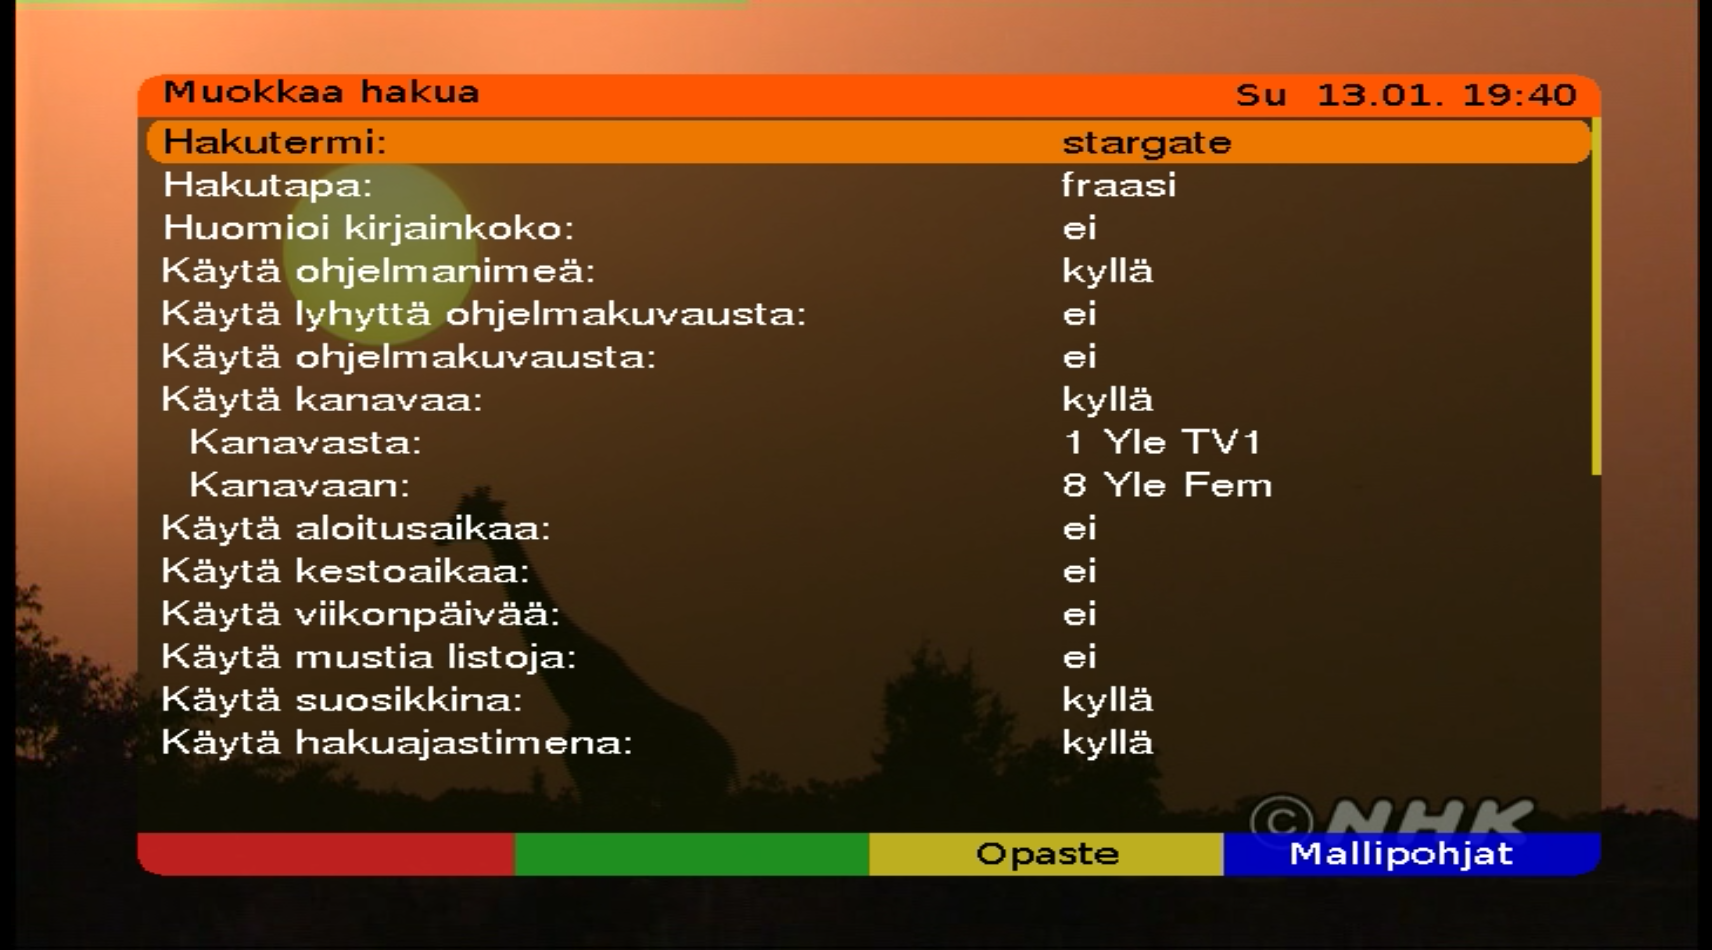 Muokkaa hakua Su 13.01. 19:40
Hakutermi: stargate
Hakutapa: fraasi
Huomioi kirjainkoko: ei
Käytä ohjelmanimeä: kyllä
Käytä lyhyttä ohjelmakuvausta: ei
Käytä ohjelmakuvausta: ei
Käytä kanavaa: kyllä
Kanavasta: 1 Yle TV1
Kanavaan: 8 Yle Fem
Käytä aloitusaikaa: ei
Käytä kestoaikaa: ei
Käytä viikonpäivää: ei
Käytä mustia listoja: ei
Käytä suosikkina: kyllä
Käytä hakuajastimena: kyllä
©NHK
Opaste Mallipohjat